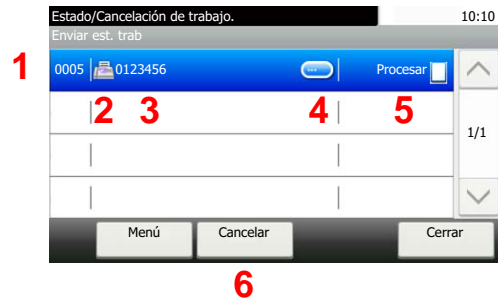 Estado/Cancelación de trabajo. 10:10
Enviar est. trab
1 0005 0123456 Procesar
2 3 4 5
1/1
Menú Cancelar Cerrar
6